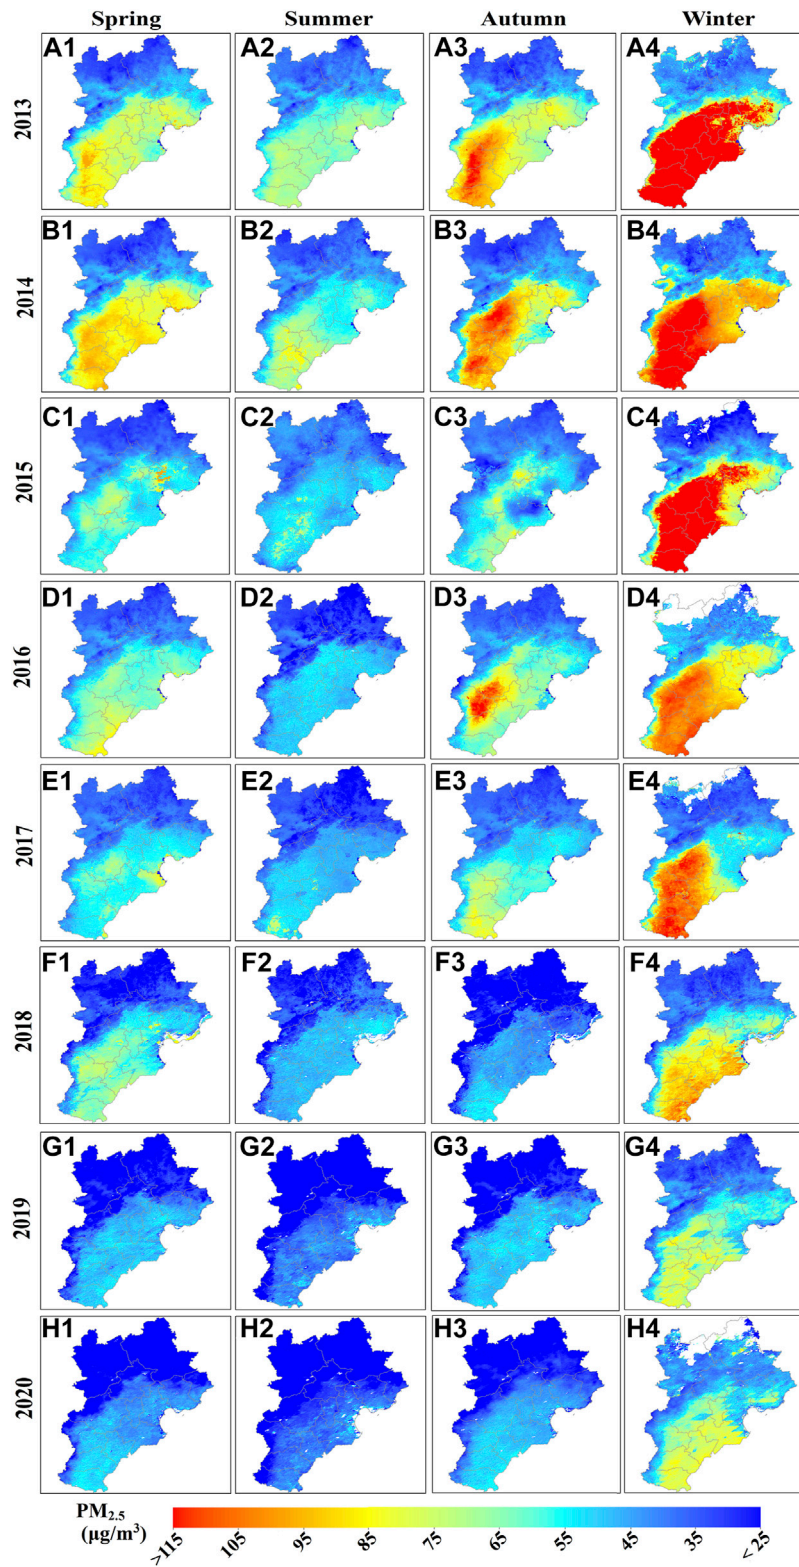 Spring Summer Autumn Winter
2013 A1 A2 A3 A4
2014 B1 B2 B3 B4
2015 C1 C2 C3 C4
2016 D1 D2 D3 D4
2017 E1 E2 E3 E4
2018 F1 F2 F3 F4
2019 G1 G2 G3 G4
2020 H1 H2 H3 H4
PM2.5
(μg/m³)
>115 105 95 85 75 65 55 45 35 <25